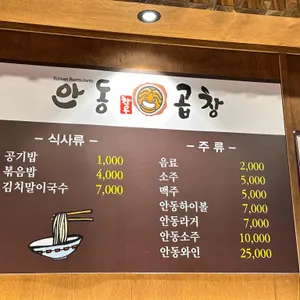 Korean Restaurants
안동 곱창
- 식사류 -
공기밥 1,000
볶음밥 4,000
김치말이국수 7,000
- 주 류 -
음료 2,000
소주 5,000
맥주 5,000
안동하이볼 7,000
안동라거 7,000
안동소주 10,000
안동와인 25,000